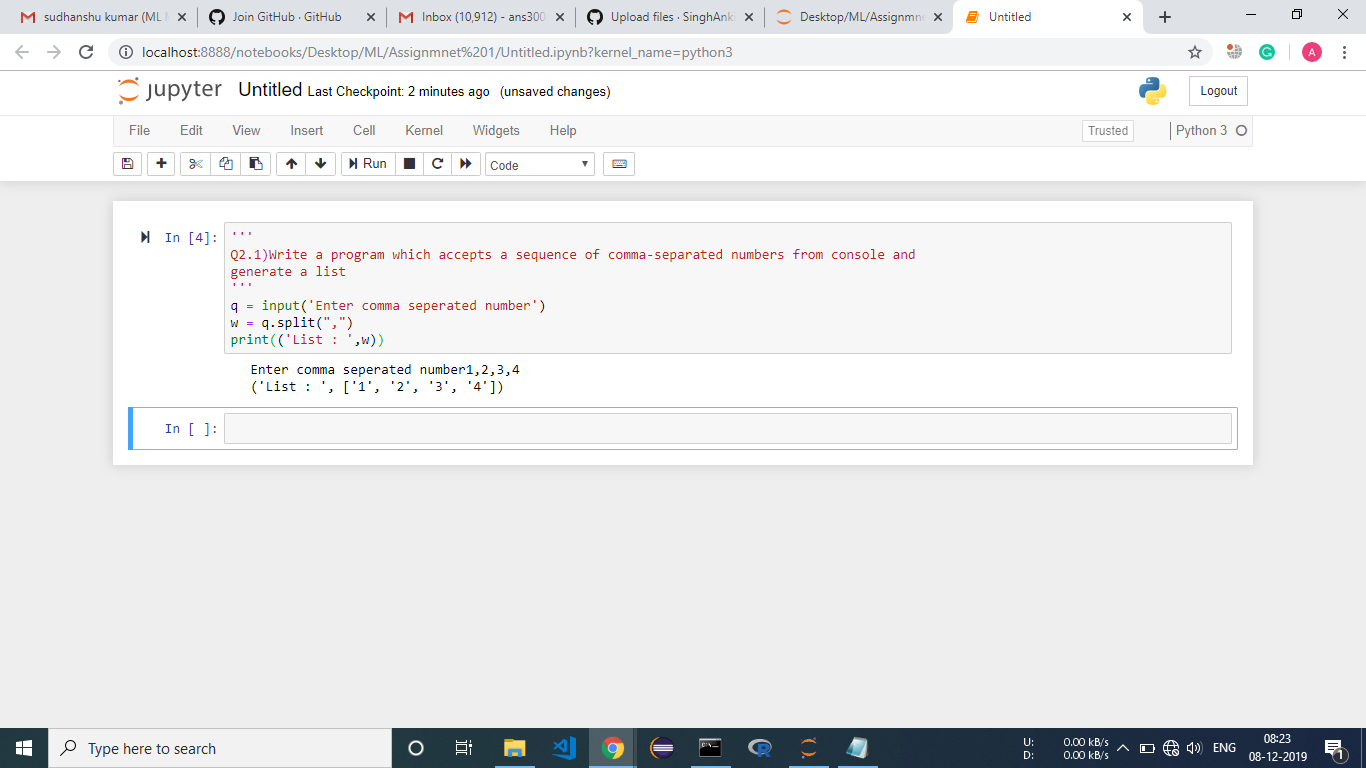 sudhanshu kumar (ML M
Join GitHub · GitHub
Inbox (10,912) - ans300
Upload files · SinghAnk
Desktop/ML/Assignmne
Untitled
localhost:8888/notebooks/Desktop/ML/Assignmnet%201/Untitled.ipynb?kernel_name=python3
A
jupyter Untitled Last Checkpoint: 2 minutes ago (unsaved changes)
Logout
File Edit View Insert Cell Kernel Widgets Help
Trusted
Python 3
Run
Code
In [4]:
'''
Q2.1)Write a program which accepts a sequence of comma-separated numbers from console and
generate a list
'''
q = input('Enter comma seperated number')
w = q.split(",")
print(('List : ',w))
Enter comma seperated number1,2,3,4
('List : ', ['1', '2', '3', '4'])
In [ ]:
Type here to search
U: 0.00 kB/s
D: 0.00 kB/s
ENG
08:23
08-12-2019
1